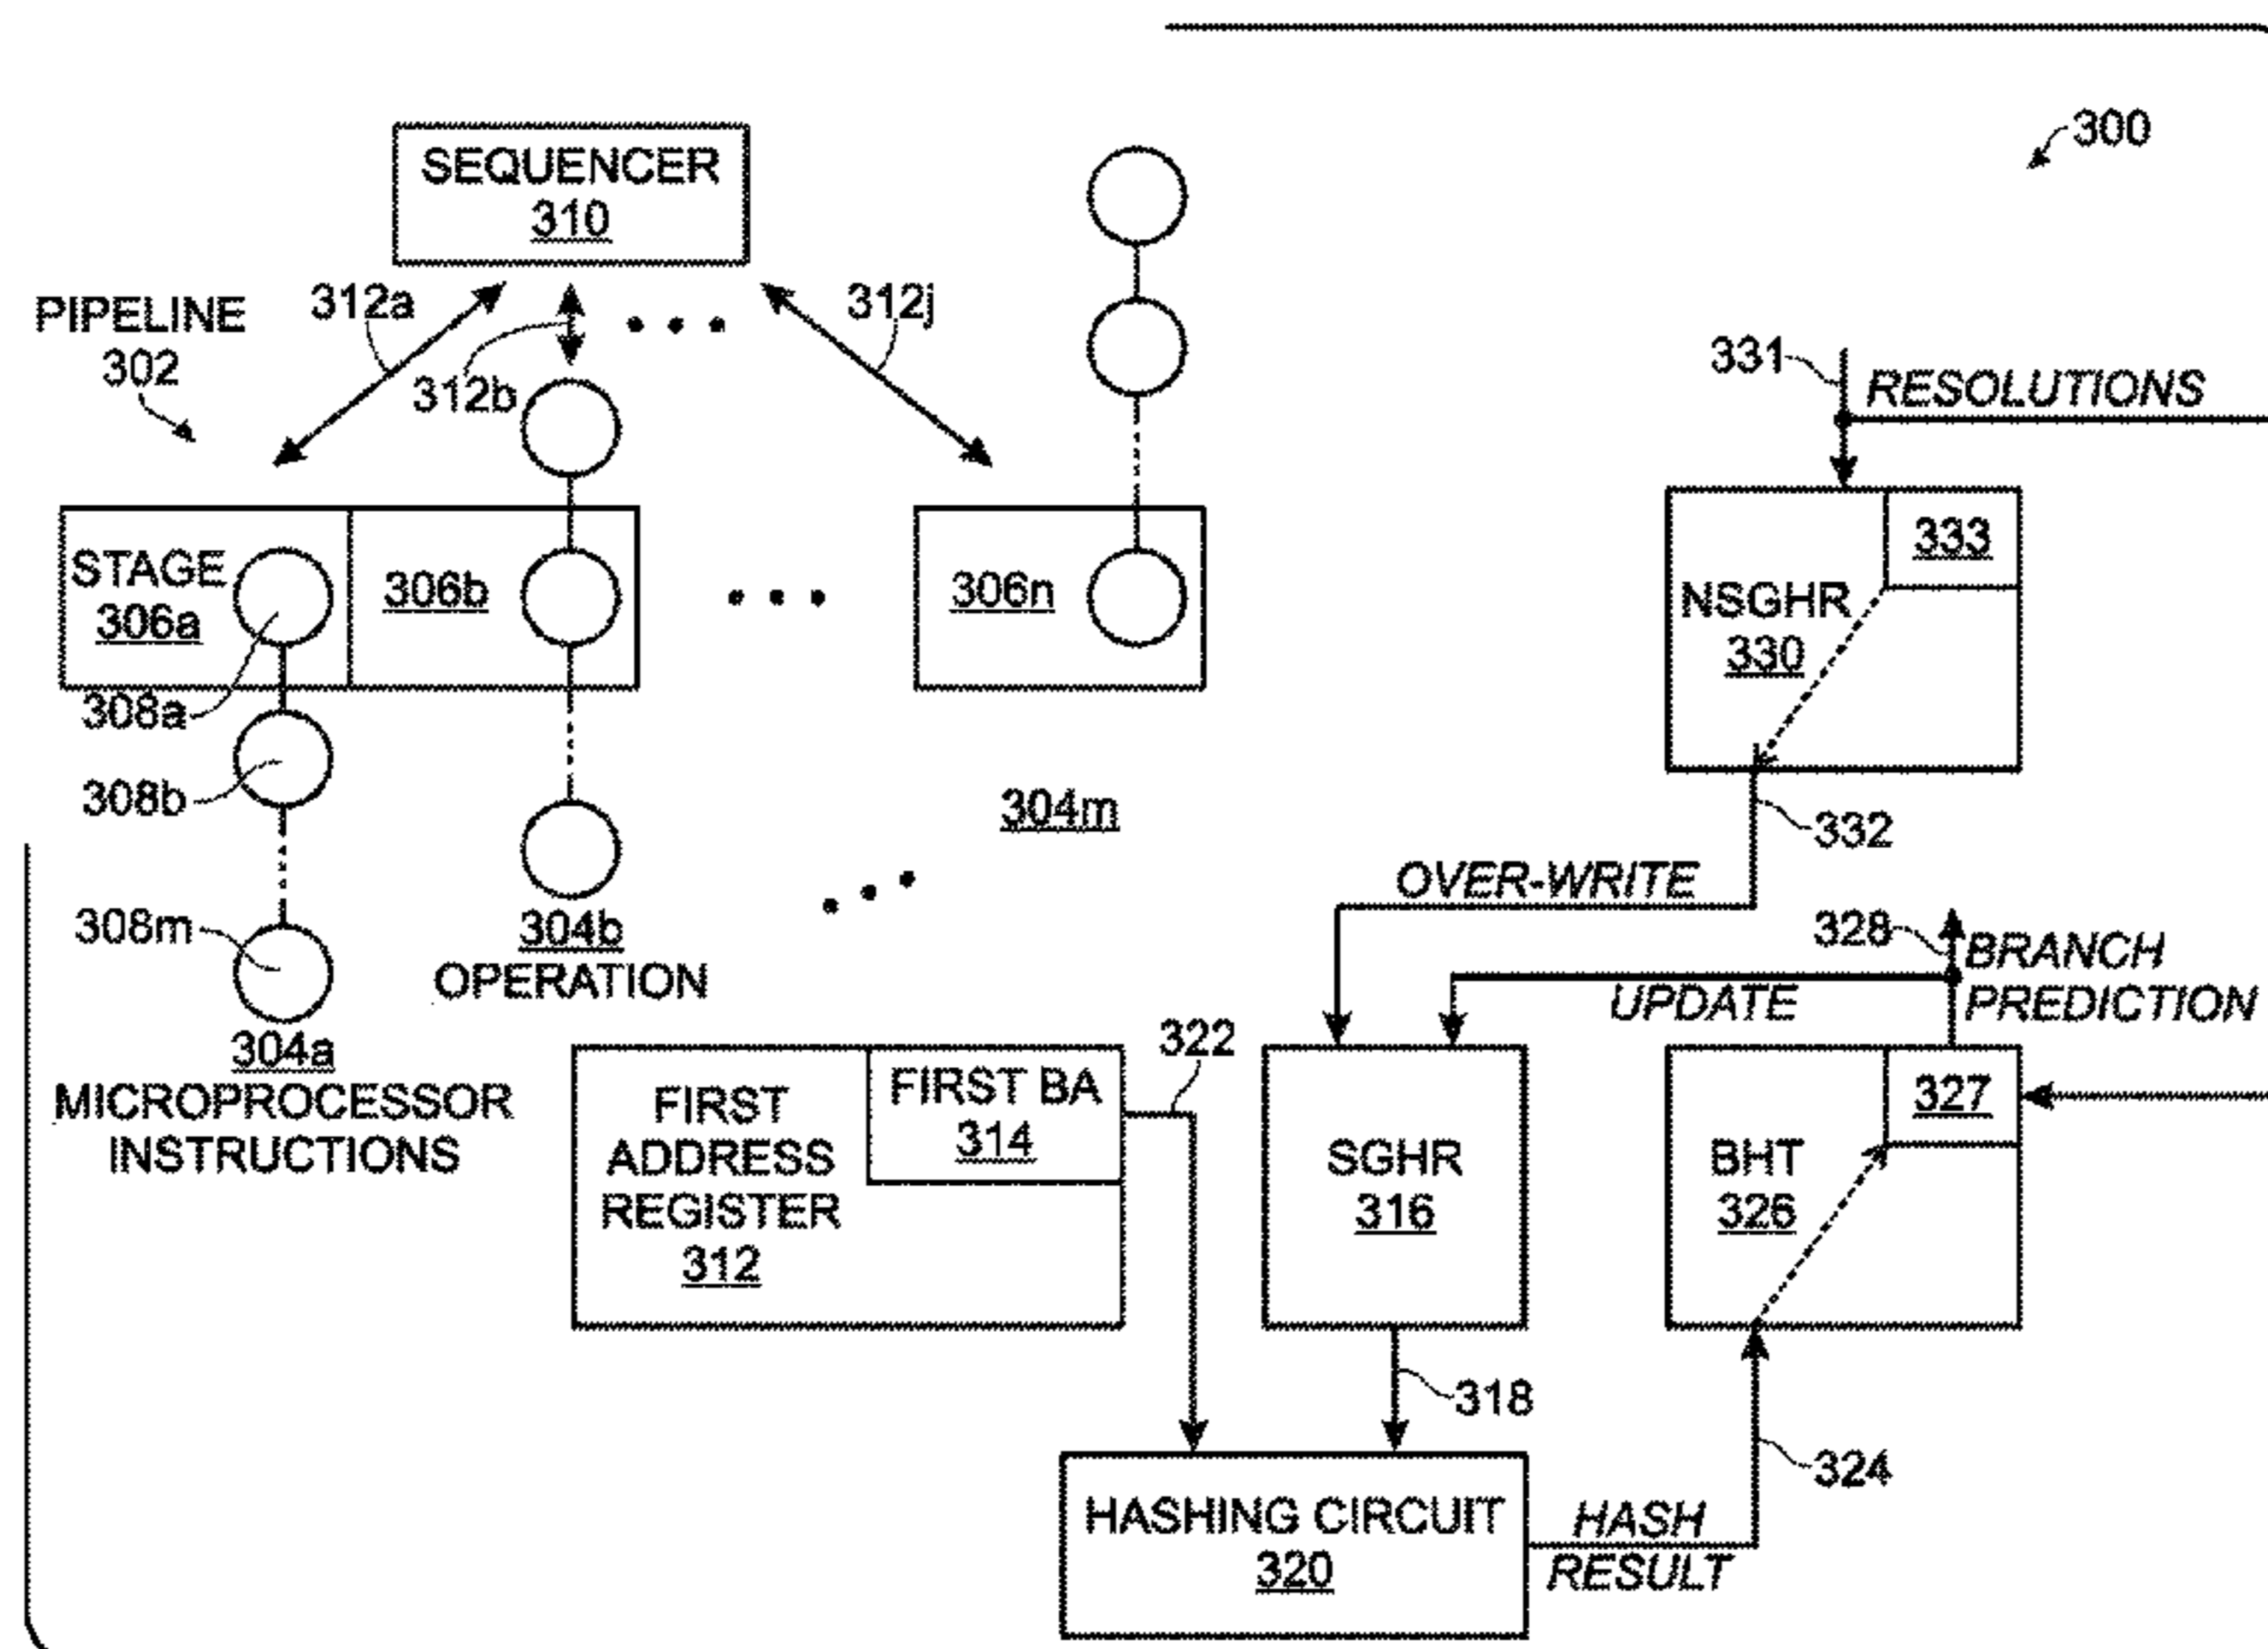 300
SEQUENCER
310
PIPELINE
302
312a
312b
312j
331
RESOLUTIONS
STAGE
306a
306b
306n
333
NSGHR
330
308a
308b
308m
304m
332
OVER-WRITE
304b
OPERATION
328
BRANCH
PREDICTION
UPDATE
304a
MICROPROCESSOR
INSTRUCTIONS
FIRST
ADDRESS
REGISTER
312
FIRST BA
314
322
SGHR
316
BHT
326
327
318
324
HASHING CIRCUIT
320
HASH
RESULT